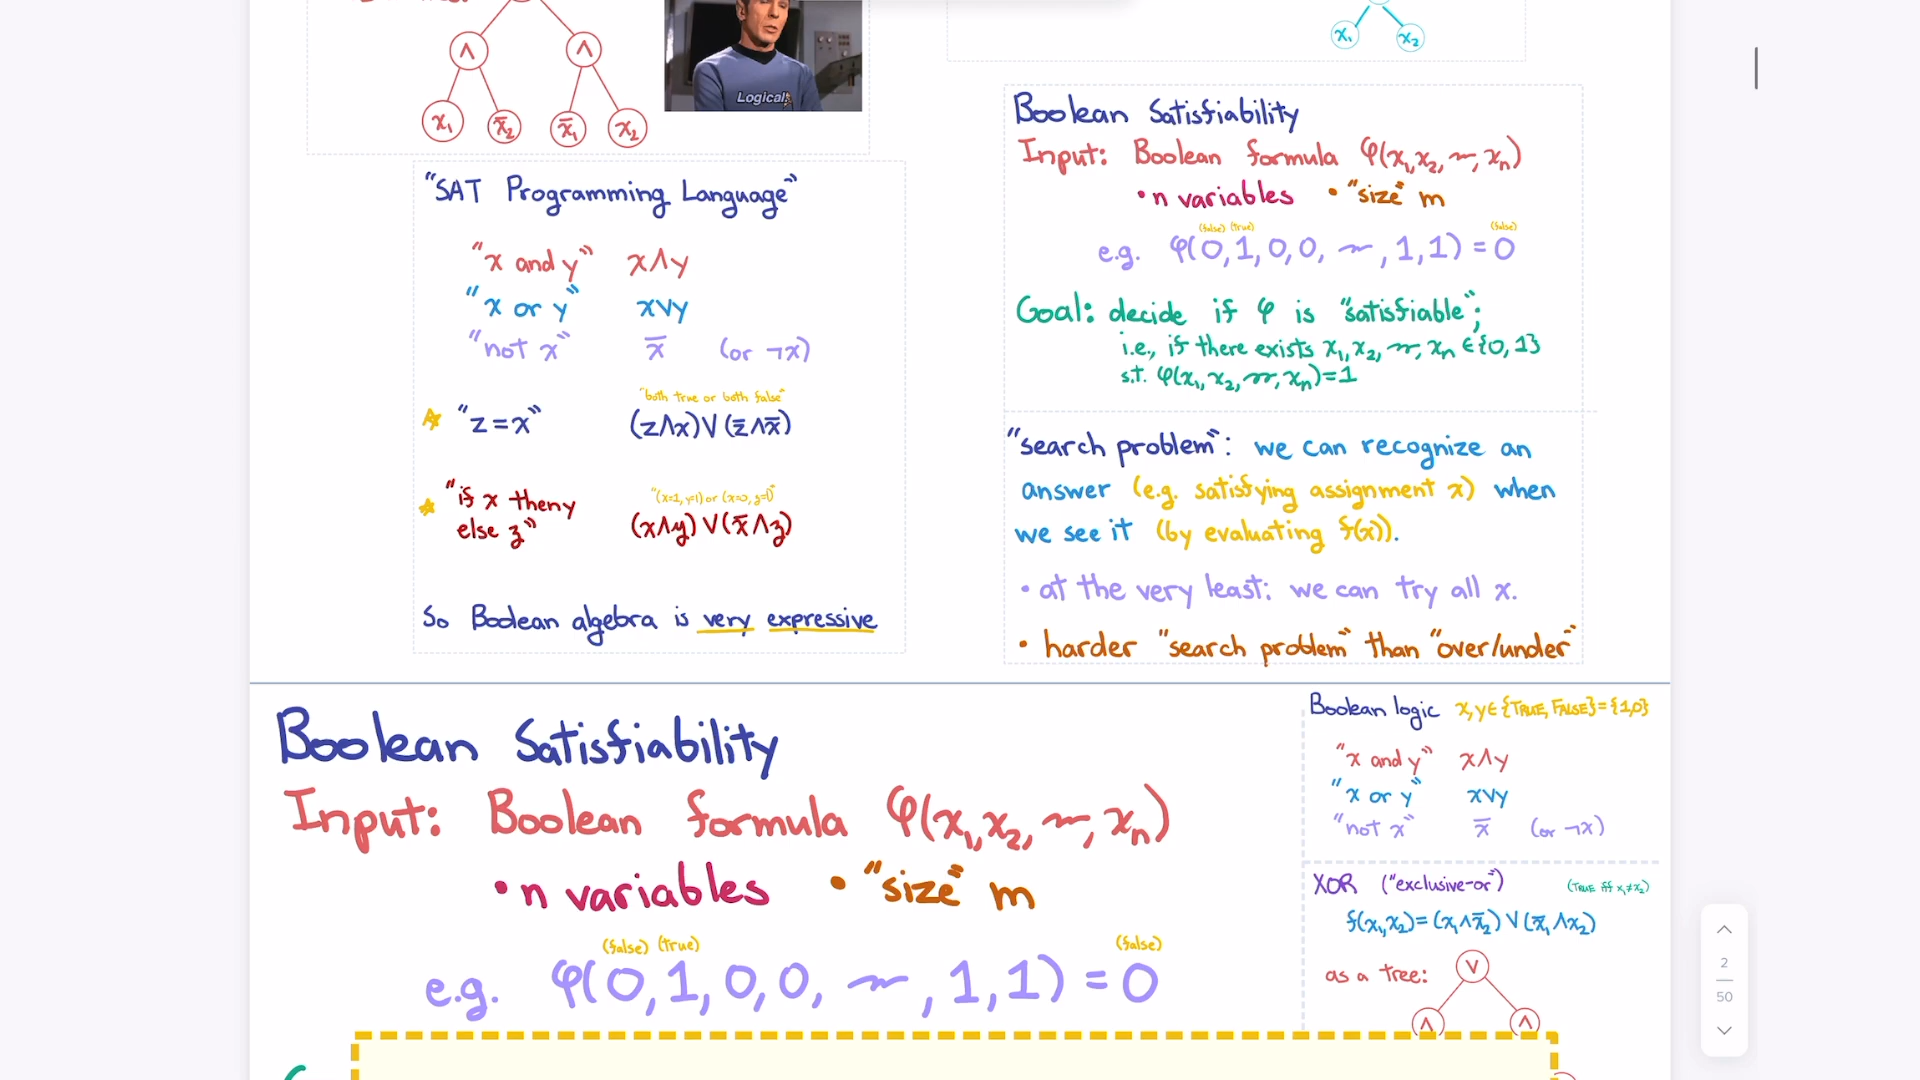 ∧ ∧
x₁ x̄₂ x̄₁ x₂
Logical.
x₁ x₂
"SAT Programming Language"
"x and y" x∧y
"x or y" x∨y
"not x" x̄ (or ¬x)
"both true or both false"
"z=x" (z∧x)∨(z̄∧x̄)
"(x=1, y=1) or (x=0, z=1)"
"if x then y
else z" (x∧y)∨(x̄∧z)
So Boolean algebra is very expressive
Boolean Satisfiability
Input: Boolean formula φ(x₁,x₂,…,xₙ)
• n variables • "size" m
(false) (true) (false)
e.g. φ(0,1,0,0,…,1,1)=0
Goal: decide if φ is "satisfiable";
i.e., if there exists x₁,x₂,…,xₙ∈{0,1}
s.t. φ(x₁,x₂,…,xₙ)=1
"search problem": we can recognize an
answer (e.g. satisfying assignment x) when
we see it (by evaluating f(x)).
• at the very least: we can try all x.
• harder "search problem" than "over/under"
Boolean Satisfiability
Input: Boolean formula φ(x₁,x₂,…,xₙ)
• n variables • "size" m
(false) (true) (false)
e.g. φ(0,1,0,0,…,1,1)=0
Boolean logic x,y∈{TRUE, FALSE}={1,0}
"x and y" x∧y
"x or y" x∨y
"not x" x̄ (or ¬x)
XOR ("exclusive-or") (TRUE iff x₁≠x₂)
f(x₁,x₂)=(x₁∧x̄₂)∨(x̄₁∧x₂)
as a tree: ∨
∧ ∧
2
50